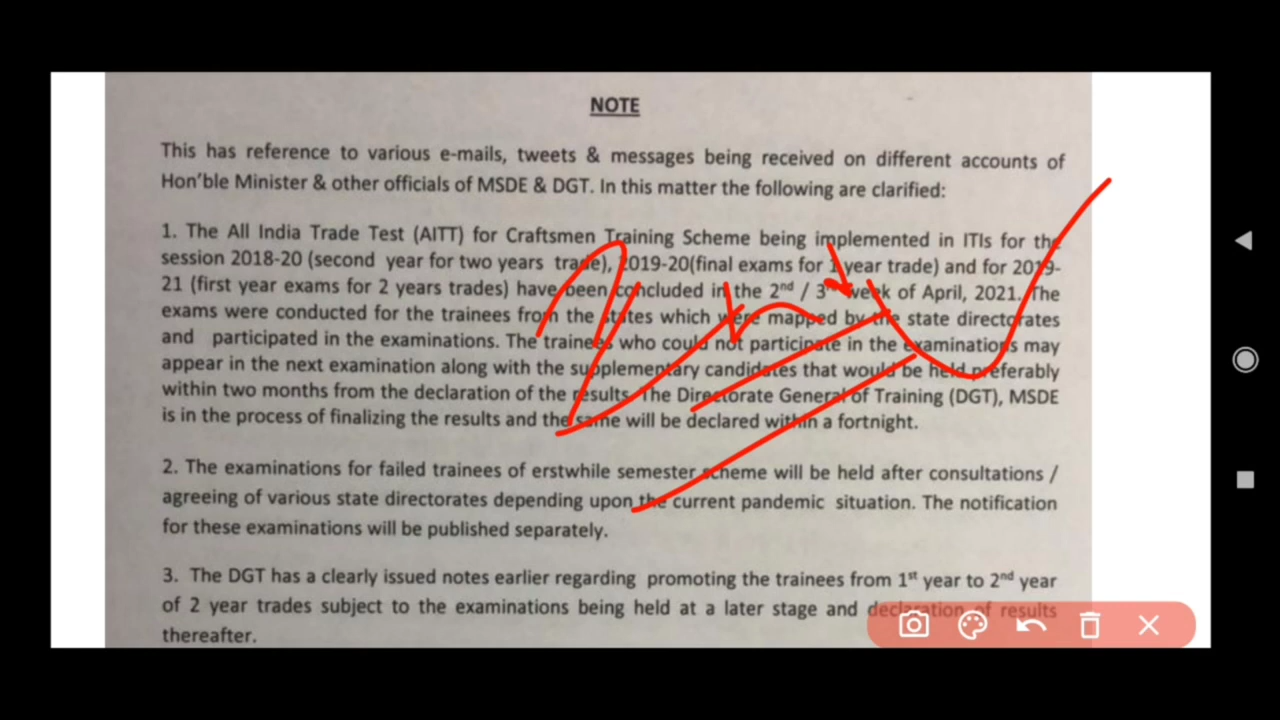 NOTE
This has reference to various e-mails, tweets & messages being received on different accounts of
Hon'ble Minister & other officials of MSDE & DGT. In this matter the following are clarified:
1. The All India Trade Test (AITT) for Craftsmen Training Scheme being implemented in ITIs for the
session 2018-20 (second year for two years trade), 2019-20(final exams for 1 year trade) and for 2019-
21 (first year exams for 2 years trades) have been concluded in the 2nd / 3rd week of April, 2021. The
exams were conducted for the trainees from the states which were mapped by the state directorates
and participated in the examinations. The trainees who could not participate in the examinations may
appear in the next examination along with the supplementary candidates that would be held preferably
within two months from the declaration of the results. The Directorate General of Training (DGT), MSDE
is in the process of finalizing the results and the same will be declared within a fortnight.
2. The examinations for failed trainees of erstwhile semester scheme will be held after consultations /
agreeing of various state directorates depending upon the current pandemic situation. The notification
for these examinations will be published separately.
3. The DGT has a clearly issued notes earlier regarding promoting the trainees from 1st year to 2nd year
of 2 year trades subject to the examinations being held at a later stage and declaration of results
thereafter.